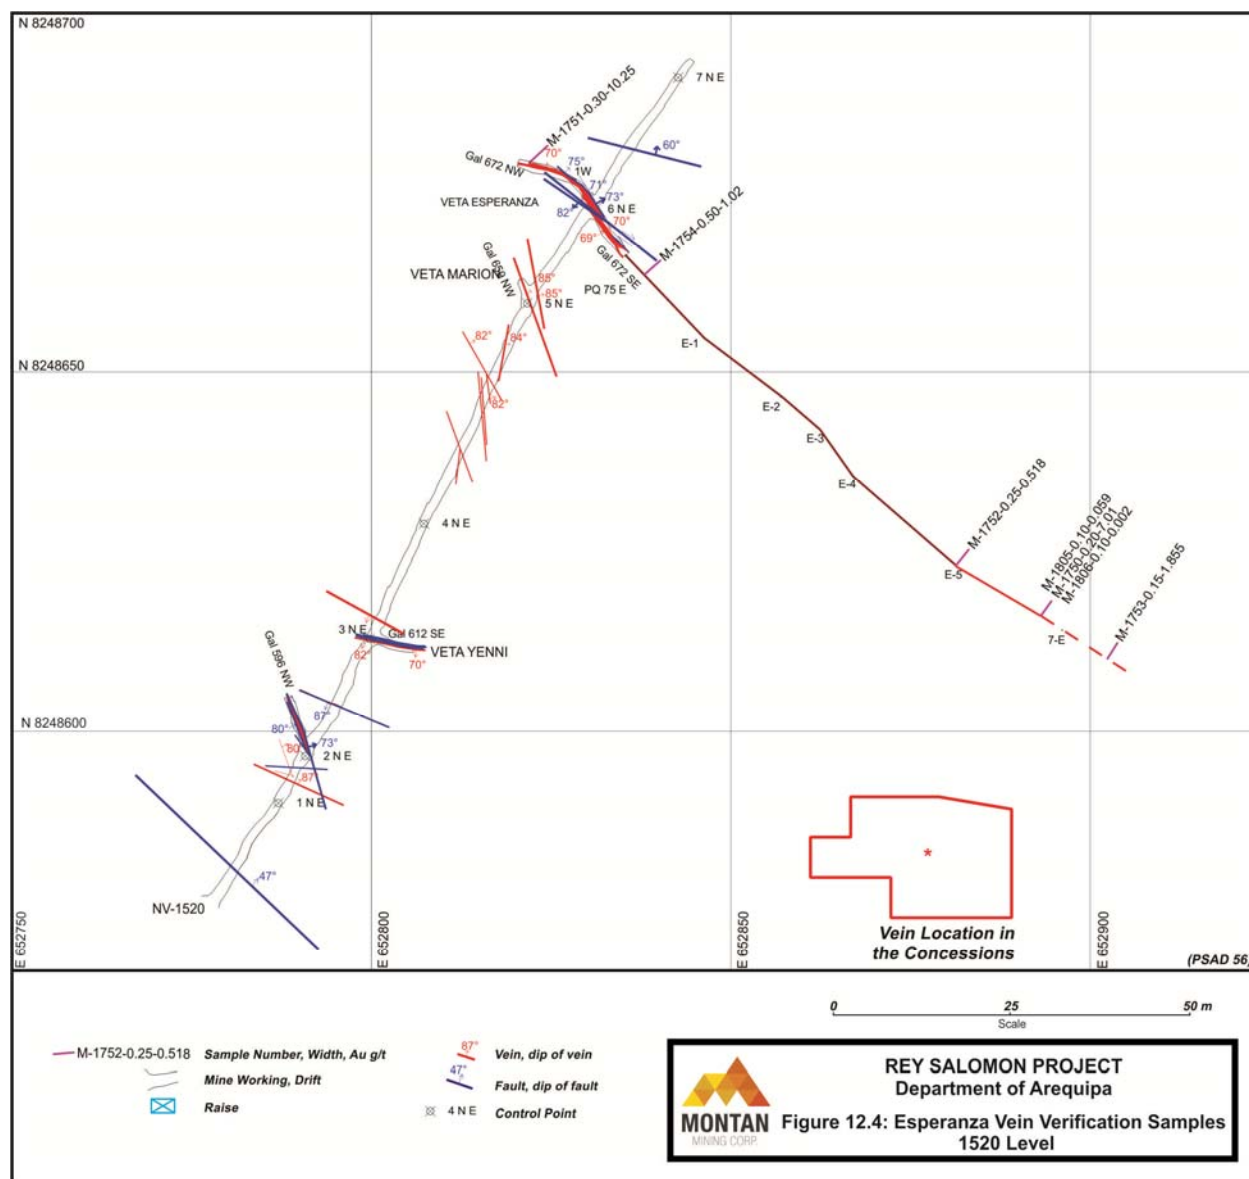 N 8248700
7 N E
M-1751-0.30-10.25
60°
70°
Gal 672 NW
75°
1W
71°
73°
VETA ESPERANZA
82°
6 N E
70°
M-1754-0.50-1.02
69°
Gal 672 SE
VETA MARION
Gal 659 NW
85°
85°
PQ 75 E
5 N E
82°
84°
E-1
N 8248650
82°
E-2
E-3
E-4
4 N E
M-1752-0.25-0.518
E-5
M-1805-0.10-0.059
M-1750-0.20-7.01
M-1806-0.10-0.002
M-1753-0.15-1.855
7-E
3 N E
Gal 612 SE
82°
70°
VETA YENNI
Gal 596 NW
87°
N 8248600
80°
80°
73°
2 N E
87°
1 N E
47°
NV-1520
E 652750
E 652800
E 652850
E 652900
*
Vein Location in
the Concessions
(PSAD 56)
0 25 50 m
Scale
M-1752-0.25-0.518 Sample Number, Width, Au g/t
Mine Working, Drift
Raise
87° Vein, dip of vein
47° Fault, dip of fault
4 N E Control Point
MONTAN
MINING CORP.
REY SALOMON PROJECT
Department of Arequipa
Figure 12.4: Esperanza Vein Verification Samples
1520 Level